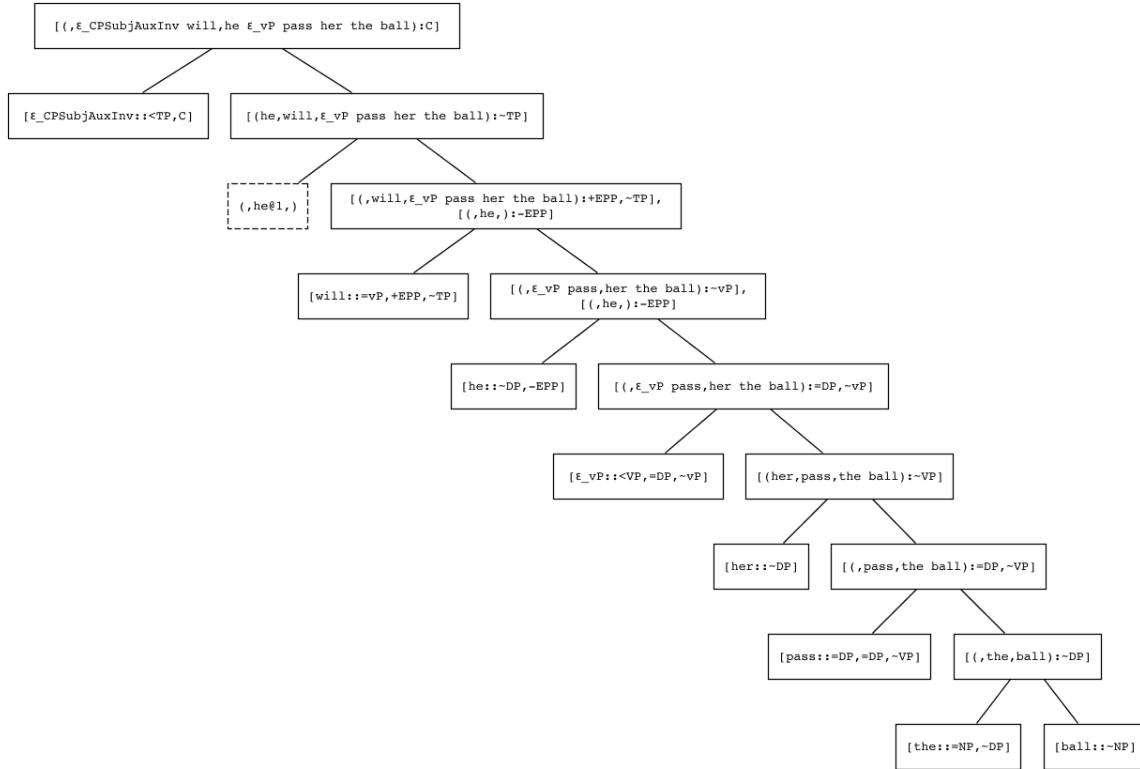 [(,ε_CPSubjAuxInv will,he ε_vP pass her the ball):C]
[ε_CPSubjAuxInv::<TP,C]
[(he,will,ε_vP pass her the ball):~TP]
(,he@1,)
[(,will,ε_vP pass her the ball):+EPP,~TP],
[(,he,):-EPP]
[will::=vP,+EPP,~TP]
[(,ε_vP pass,her the ball):~vP],
[(,he,):-EPP]
[he::~DP,-EPP]
[(,ε_vP pass,her the ball):=DP,~vP]
[ε_vP::<VP,=DP,~vP]
[(her,pass,the ball):~VP]
[her::~DP]
[(,pass,the ball):=DP,~VP]
[pass::=DP,=DP,~VP]
[(,the,ball):~DP]
[the::=NP,~DP]
[ball::~NP]